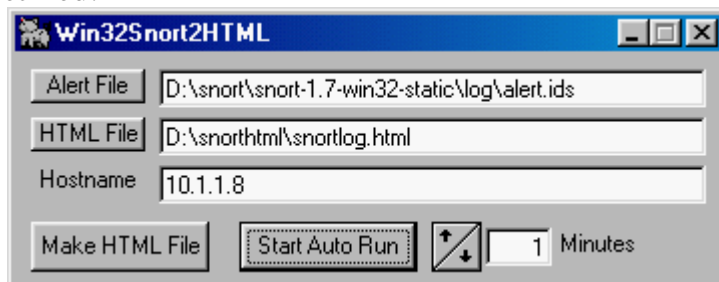 Win32Snort2HTML
Alert File D:\snort\snort-1.7-win32-static\log\alert.ids
HTML File D:\snorthtml\snortlog.html
Hostname 10.1.1.8
Make HTML File Start Auto Run 1 Minutes